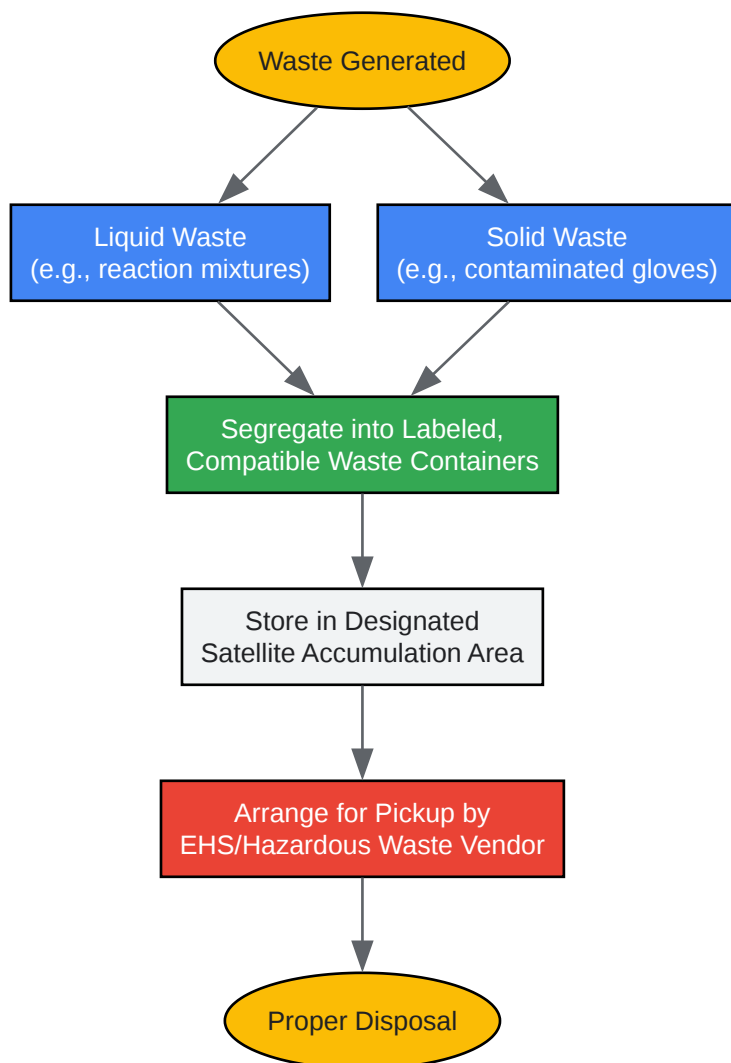 Waste Generated
Liquid Waste
(e.g., reaction mixtures)
Solid Waste
(e.g., contaminated gloves)
Segregate into Labeled,
Compatible Waste Containers
Store in Designated
Satellite Accumulation Area
Arrange for Pickup by
EHS/Hazardous Waste Vendor
Proper Disposal